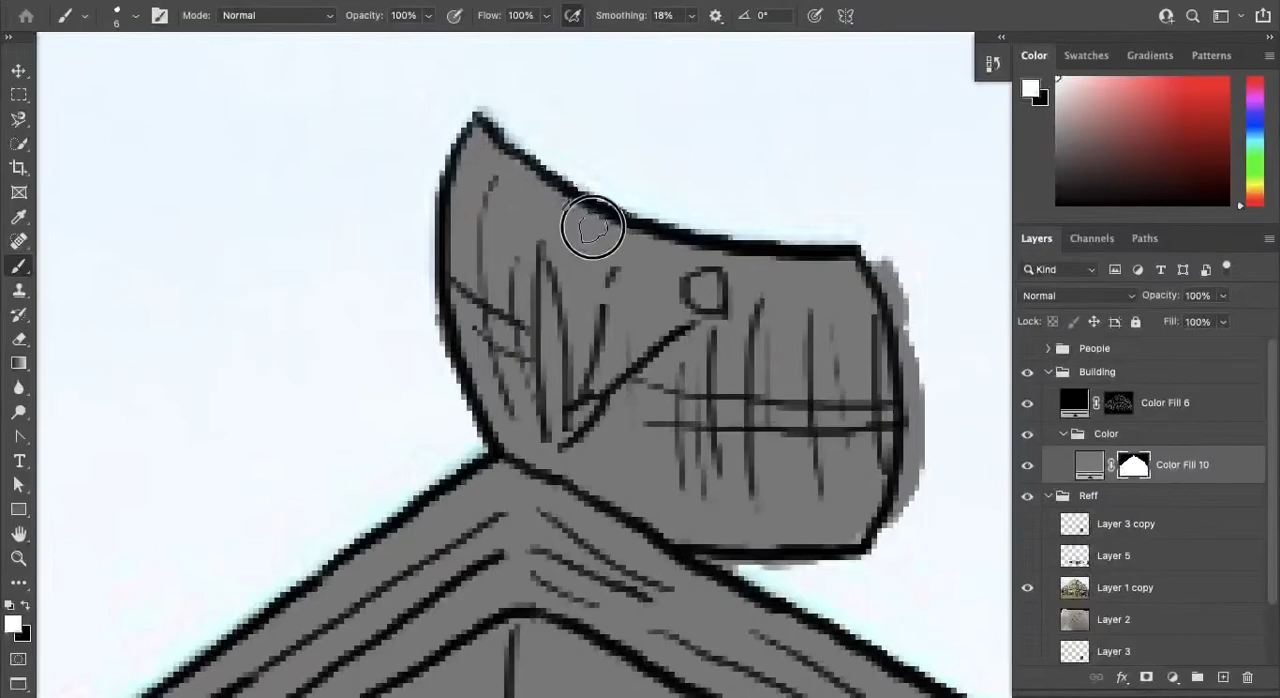 6 Mode: Normal Opacity: 100% Flow: 100% Smoothing: 18% 0°
Color Swatches Gradients Patterns
Layers Channels Paths
Kind
Normal Opacity: 100%
Lock: Fill: 100%
People
Building
Color Fill 6
Color
Color Fill 10
Reff
Layer 3 copy
Layer 5
Layer 1 copy
Layer 2
Layer 3